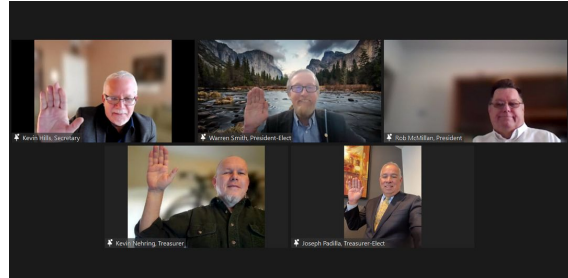 Kevin Hills, Secretary
Warren Smith, President-Elect
Rob McMillan, President
Kevin Nehring, Treasurer
Joseph Padilla, Treasurer-Elect